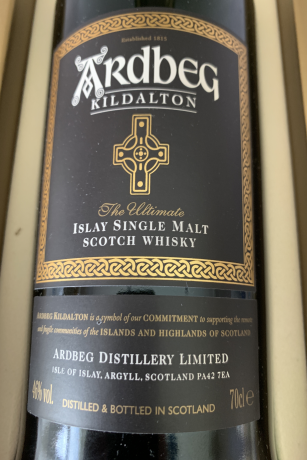 Established 1815
ARDBEG
KILDALTON
The Ultimate
ISLAY SINGLE MALT
SCOTCH WHISKY
ARDBEG KILDALTON is a symbol of our COMMITMENT to supporting the remote
and fragile communities of the ISLANDS AND HIGHLANDS OF SCOTLAND
ARDBEG DISTILLERY LIMITED
ISLE OF ISLAY, ARGYLL, SCOTLAND PA42 7EA
46% vol.
DISTILLED & BOTTLED IN SCOTLAND
70cl e